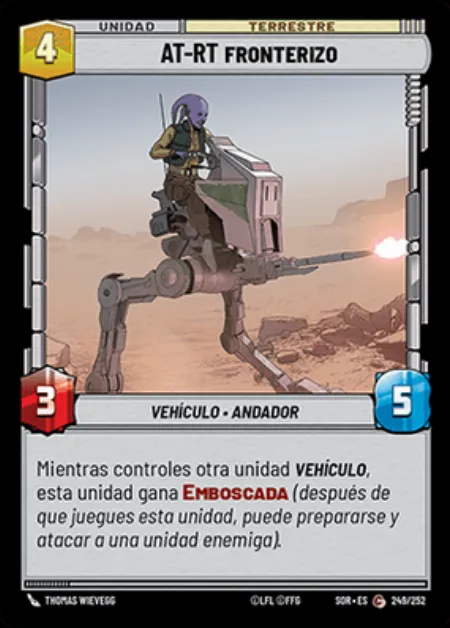 UNIDAD
TERRESTRE
4
AT-RT FRONTERIZO
3
VEHÍCULO • ANDADOR
5
Mientras controles otra unidad VEHÍCULO,
esta unidad gana EMBOSCADA (después de
que juegues esta unidad, puede prepararse y
atacar a una unidad enemiga).
THOMAS WIEVEGG
©LFL ©FFG
SOR • ES C 249/252